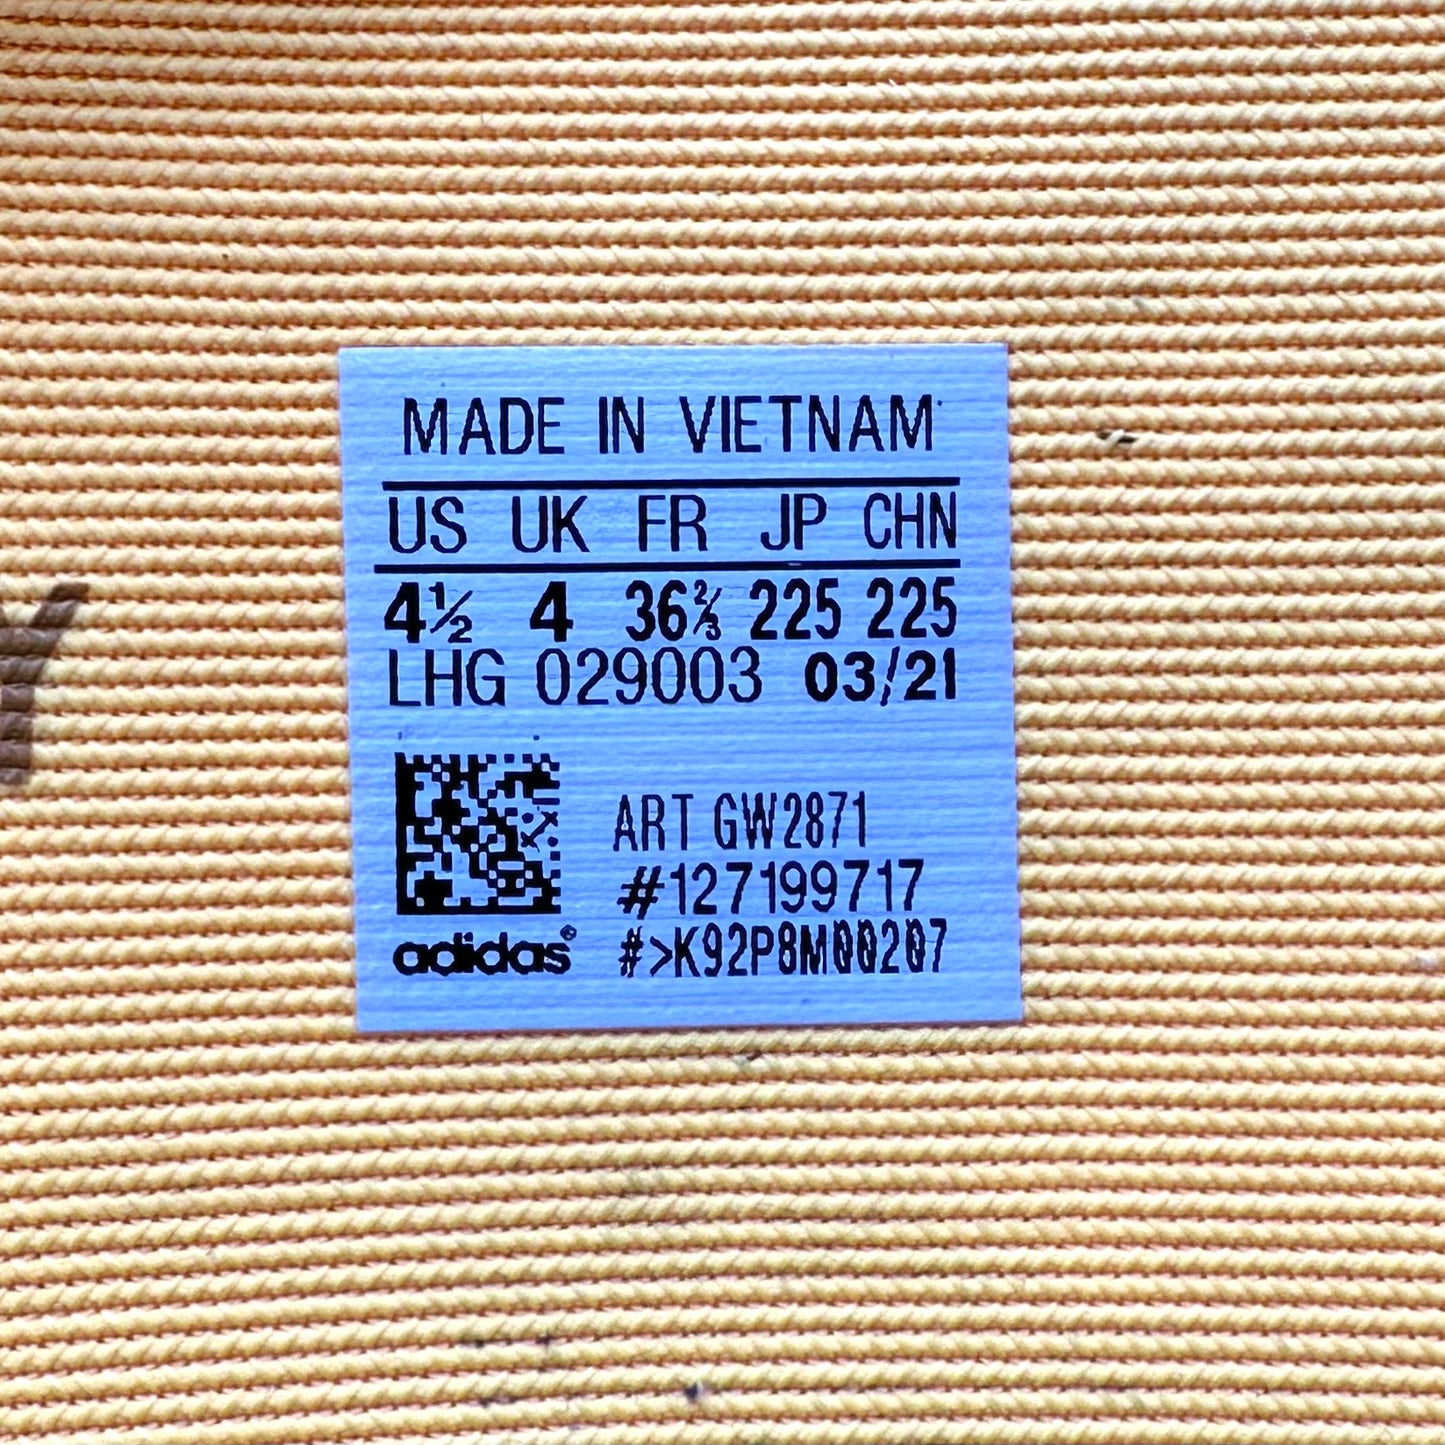 MADE IN VIETNAM
US UK FR JP CHN
4½ 4 36⅔ 225 225
LHG 029003 03/21
ART GW2871
#127199717
adidas® #>K92P8M00207
Y